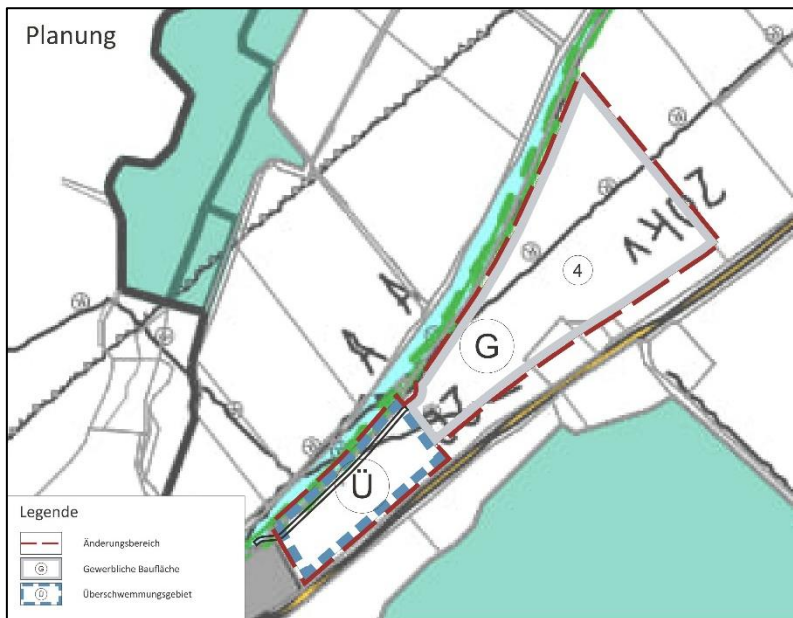 Planung
20kv
4
G
Ü
Legende
Änderungsbereich
G Gewerbliche Baufläche
Ü Überschwemmungsgebiet